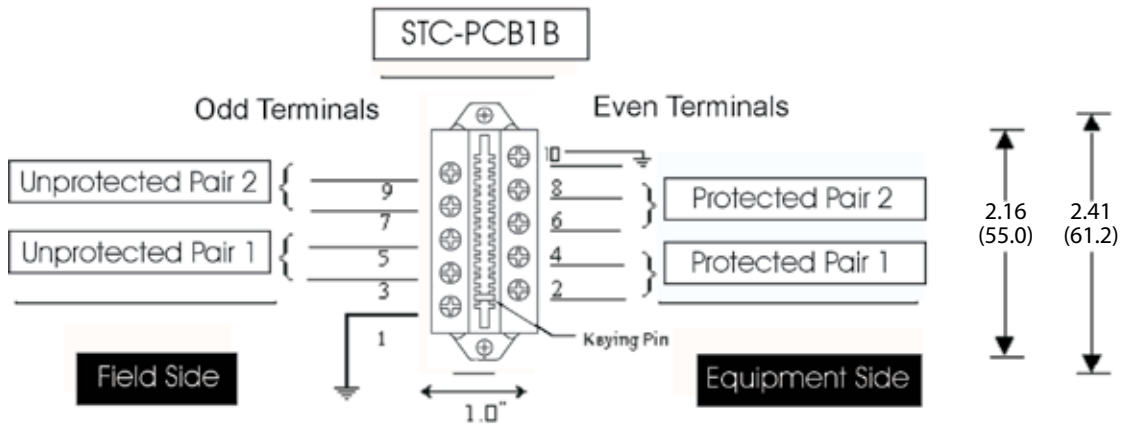 STC-PCB1B
Odd Terminals
Even Terminals
10
Unprotected Pair 2
9
8
Protected Pair 2
7
6
Unprotected Pair 1
5
4
Protected Pair 1
3
2
1
Keying Pin
Field Side
Equipment Side
1.0"
2.16
(55.0)
2.41
(61.2)